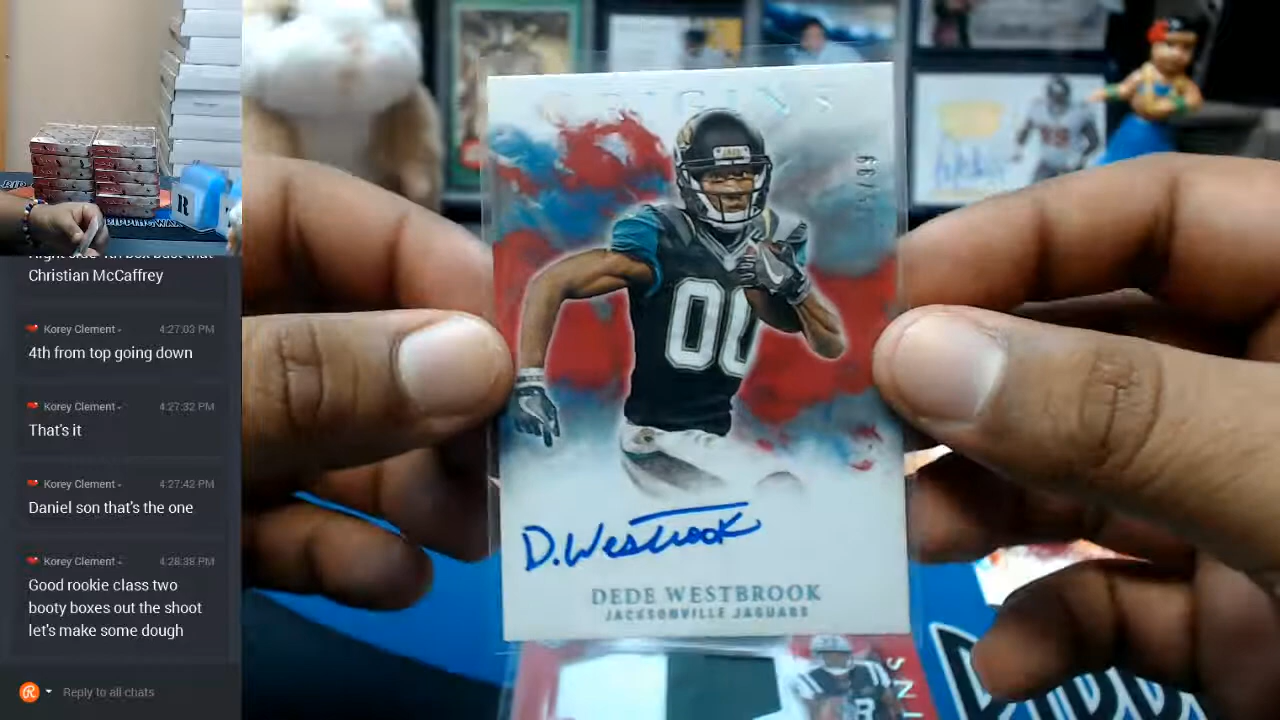 Christian McCaffrey
Korey Clement - 4:27:03 PM
4th from top going down
Korey Clement - 4:27:32 PM
That's it
Korey Clement - 4:27:42 PM
Daniel son that's the one
Korey Clement - 4:28:38 PM
Good rookie class two
booty boxes out the shoot
let's make some dough
Reply to all chats
R
ORIGINS
/99
00
D. Westbrook
DEDE WESTBROOK
JACKSONVILLE JAGUARS